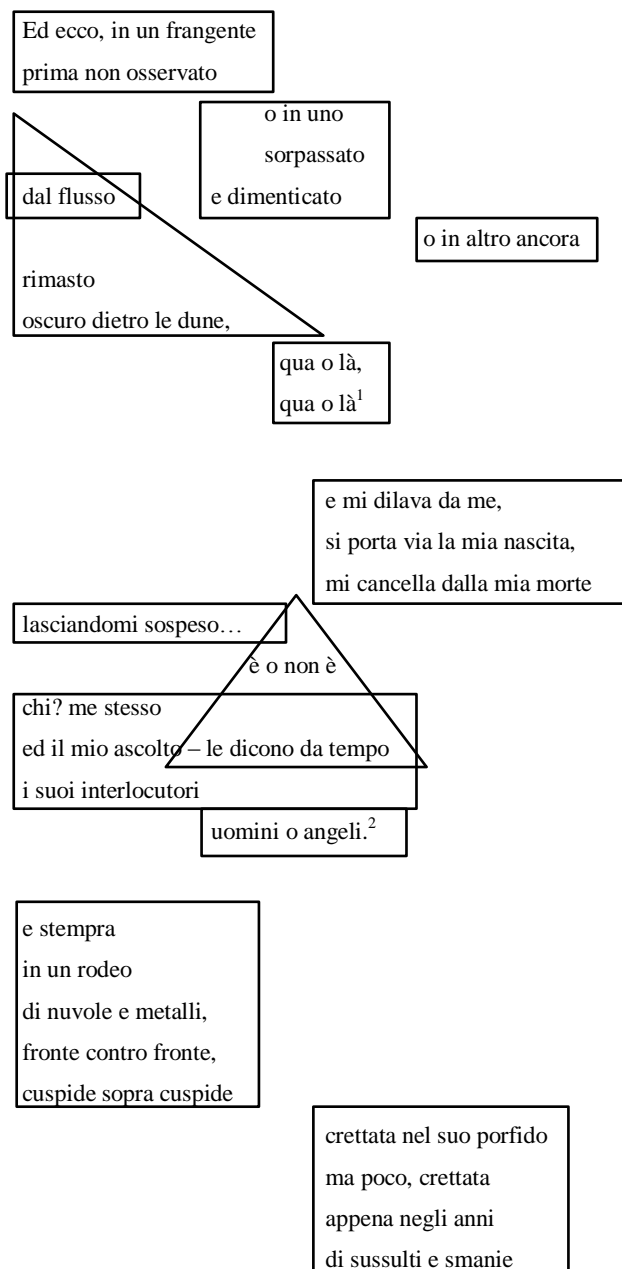 Ed ecco, in un frangente
prima non osservato
o in uno
sorpassato
dal flusso e dimenticato
o in altro ancora
rimasto
oscuro dietro le dune,
qua o là,
qua o là¹
e mi dilava da me,
si porta via la mia nascita,
mi cancella dalla mia morte
lasciandomi sospeso…
è o non è
chi? me stesso
ed il mio ascolto – le dicono da tempo
i suoi interlocutori
uomini o angeli.²
e stempra
in un rodeo
di nuvole e metalli,
fronte contro fronte,
cuspide sopra cuspide
crettata nel suo porfido
ma poco, crettata
appena negli anni
di sussulti e smanie